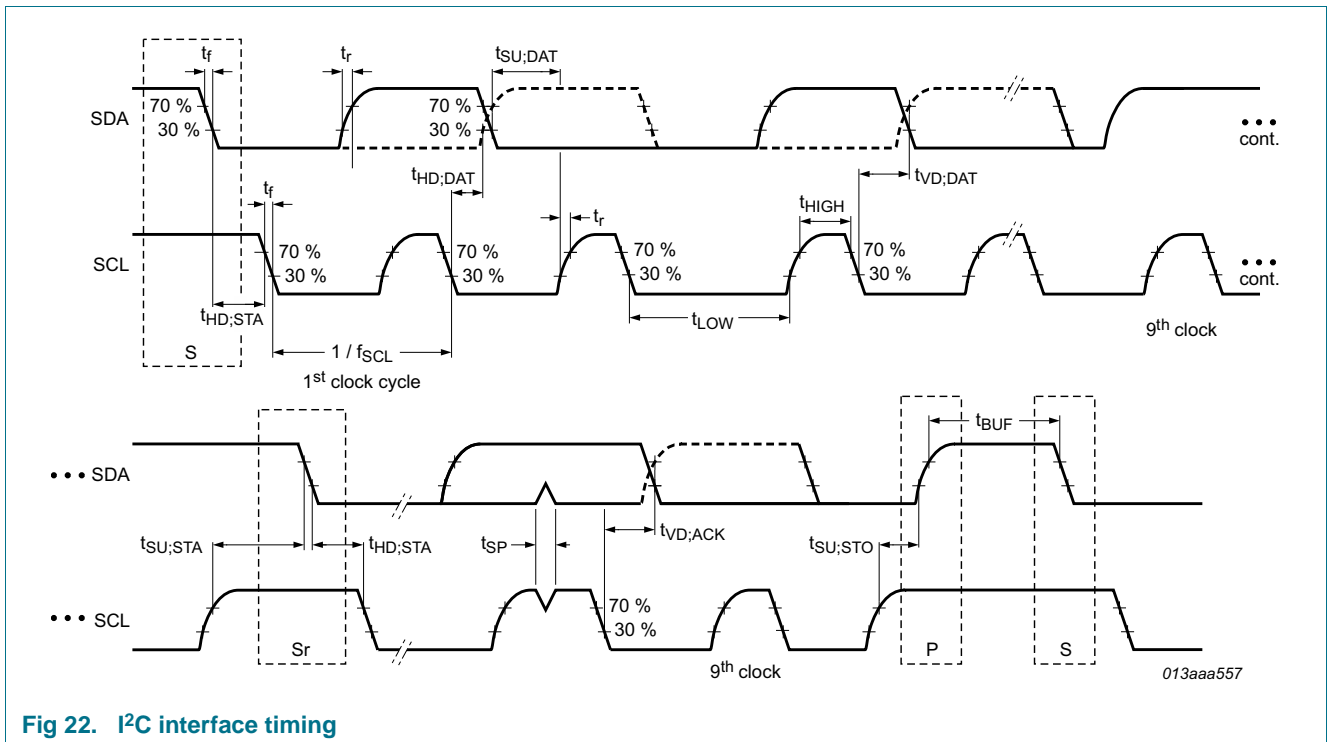 tf tr tSU;DAT
70 % 70 %
SDA
30 % 30 %
cont.
tHD;DAT tVD;DAT
tf tr tHIGH
70 % 70 % 70 %
SCL
30 % 30 % 30 % 30 %
cont.
tHD;STA tLOW
9th clock
S 1 / fSCL
1st clock cycle
tBUF
SDA
tSU;STA tHD;STA tSP tVD;ACK tSU;STO
70 %
SCL
30 %
Sr 9th clock P S
013aaa557
Fig 22. I²C interface timing